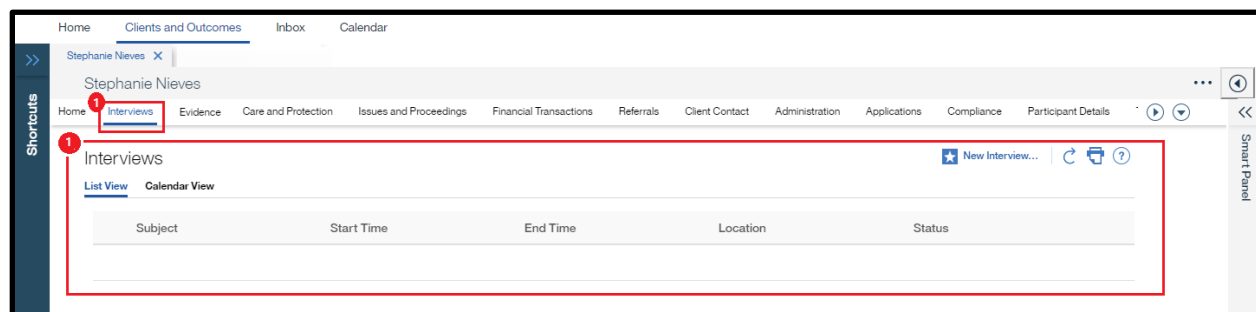 Home Clients and Outcomes Inbox Calendar
Stephanie Nieves
Stephanie Nieves
Home 1 Interviews Evidence Care and Protection Issues and Proceedings Financial Transactions Referrals Client Contact Administration Applications Compliance Participant Details
Shortcuts
1
Interviews
New Interview...
List View Calendar View
Subject Start Time End Time Location Status
Smart Panel